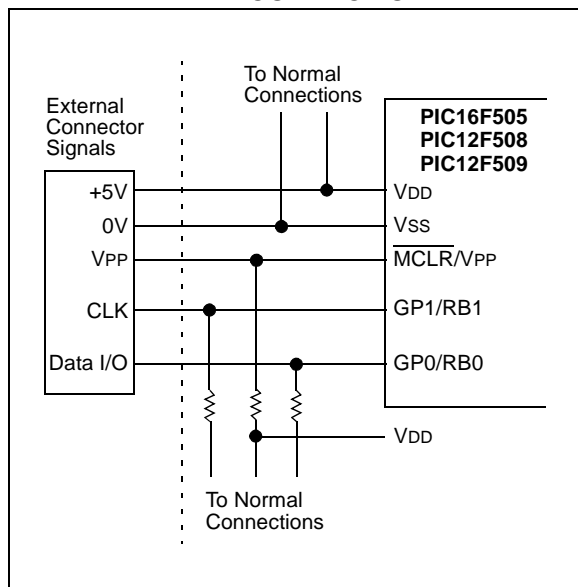 To Normal
Connections
External
Connector
Signals
PIC16F505
PIC12F508
PIC12F509
+5V
VDD
0V
VSS
VPP
MCLR/VPP
CLK
GP1/RB1
Data I/O
GP0/RB0
VDD
To Normal
Connections